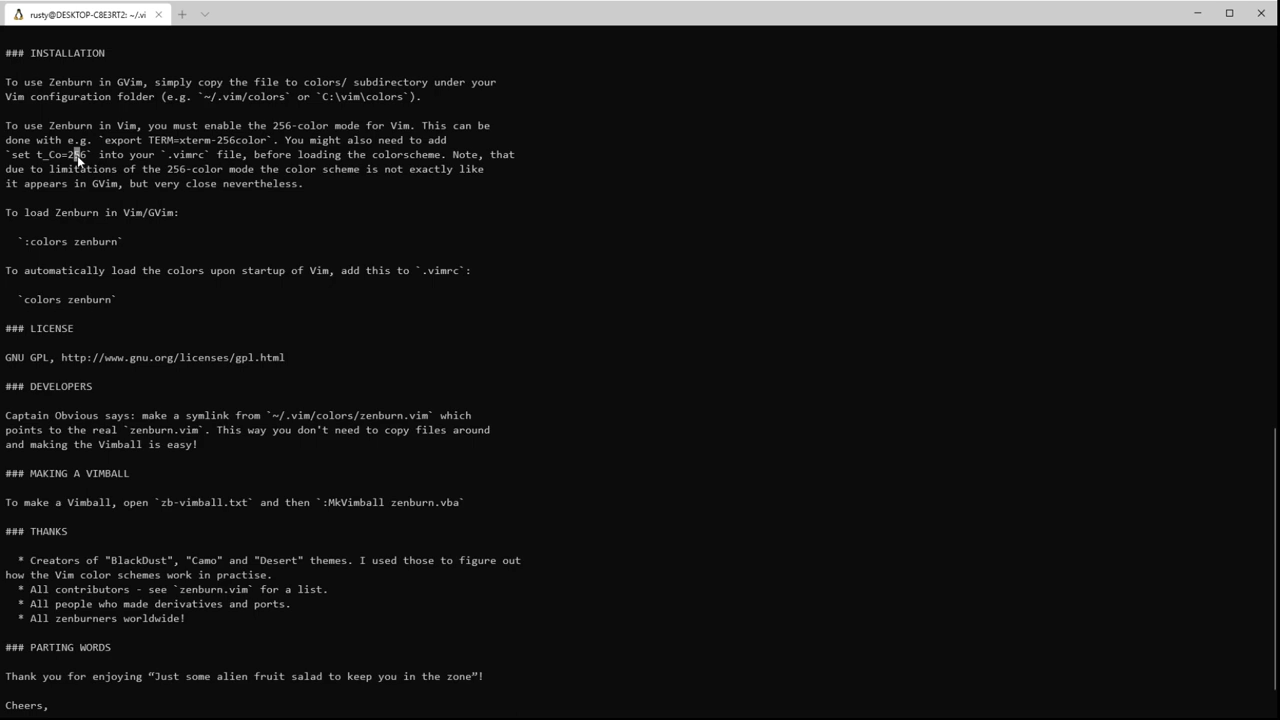 rusty@DESKTOP-C8E3RT2: ~/.vi
### INSTALLATION
To use Zenburn in GVim, simply copy the file to colors/ subdirectory under your
Vim configuration folder (e.g. `~/.vim/colors` or `C:\vim\colors`).
To use Zenburn in Vim, you must enable the 256-color mode for Vim. This can be
done with e.g. `export TERM=xterm-256color`. You might also need to add
`set t_Co=256` into your `.vimrc` file, before loading the colorscheme. Note, that
due to limitations of the 256-color mode the color scheme is not exactly like
it appears in GVim, but very close nevertheless.
To load Zenburn in Vim/GVim:
`:colors zenburn`
To automatically load the colors upon startup of Vim, add this to `.vimrc`:
`colors zenburn`
### LICENSE
GNU GPL, http://www.gnu.org/licenses/gpl.html
### DEVELOPERS
Captain Obvious says: make a symlink from `~/.vim/colors/zenburn.vim` which
points to the real `zenburn.vim`. This way you don't need to copy files around
and making the Vimball is easy!
### MAKING A VIMBALL
To make a Vimball, open `zb-vimball.txt` and then `:MkVimball zenburn.vba`
### THANKS
* Creators of "BlackDust", "Camo" and "Desert" themes. I used those to figure out
how the Vim color schemes work in practise.
* All contributors - see `zenburn.vim` for a list.
* All people who made derivatives and ports.
* All zenburners worldwide!
### PARTING WORDS
Thank you for enjoying “Just some alien fruit salad to keep you in the zone”!
Cheers,